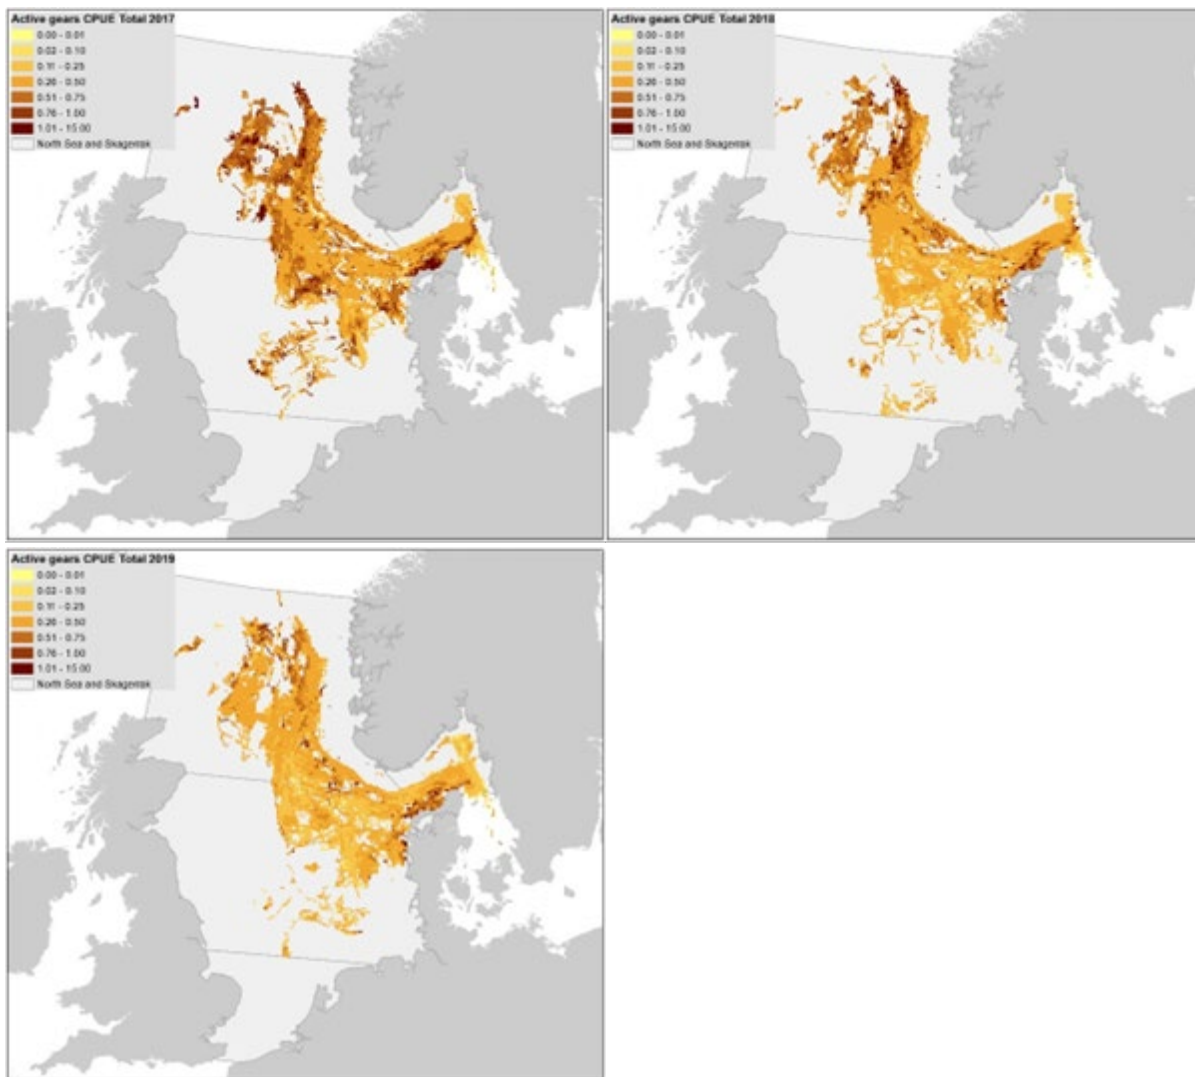 Active gears CPUE Total 2017
0.00 - 0.01
0.02 - 0.10
0.11 - 0.25
0.26 - 0.50
0.51 - 0.75
0.76 - 1.00
1.01 - 15.00
North Sea and Skagerrak
Active gears CPUE Total 2018
0.00 - 0.01
0.02 - 0.10
0.11 - 0.25
0.26 - 0.50
0.51 - 0.75
0.76 - 1.00
1.01 - 15.00
North Sea and Skagerrak
Active gears CPUE Total 2019
0.00 - 0.01
0.02 - 0.10
0.11 - 0.25
0.26 - 0.50
0.51 - 0.75
0.76 - 1.00
1.01 - 15.00
North Sea and Skagerrak